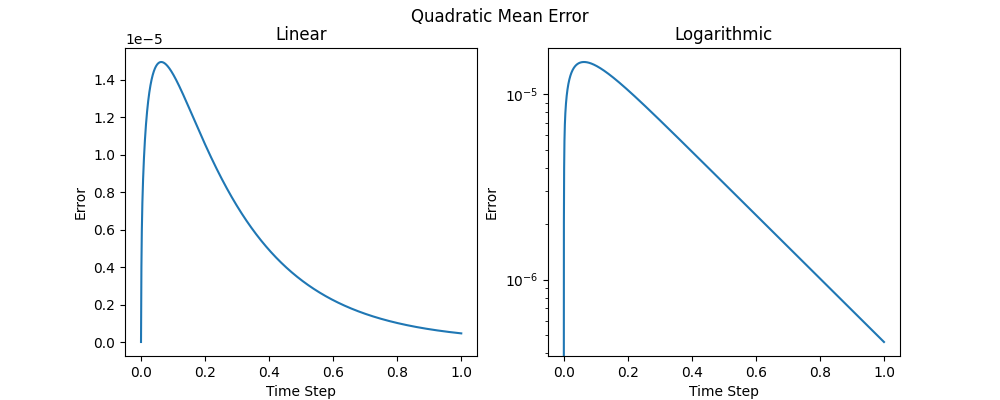 Quadratic Mean Error
Linear
1e−5
1.4
1.2
1.0
0.8
0.6
0.4
0.2
0.0
Error
0.0 0.2 0.4 0.6 0.8 1.0
Time Step
Logarithmic
10⁻⁵
10⁻⁶
Error
0.0 0.2 0.4 0.6 0.8 1.0
Time Step